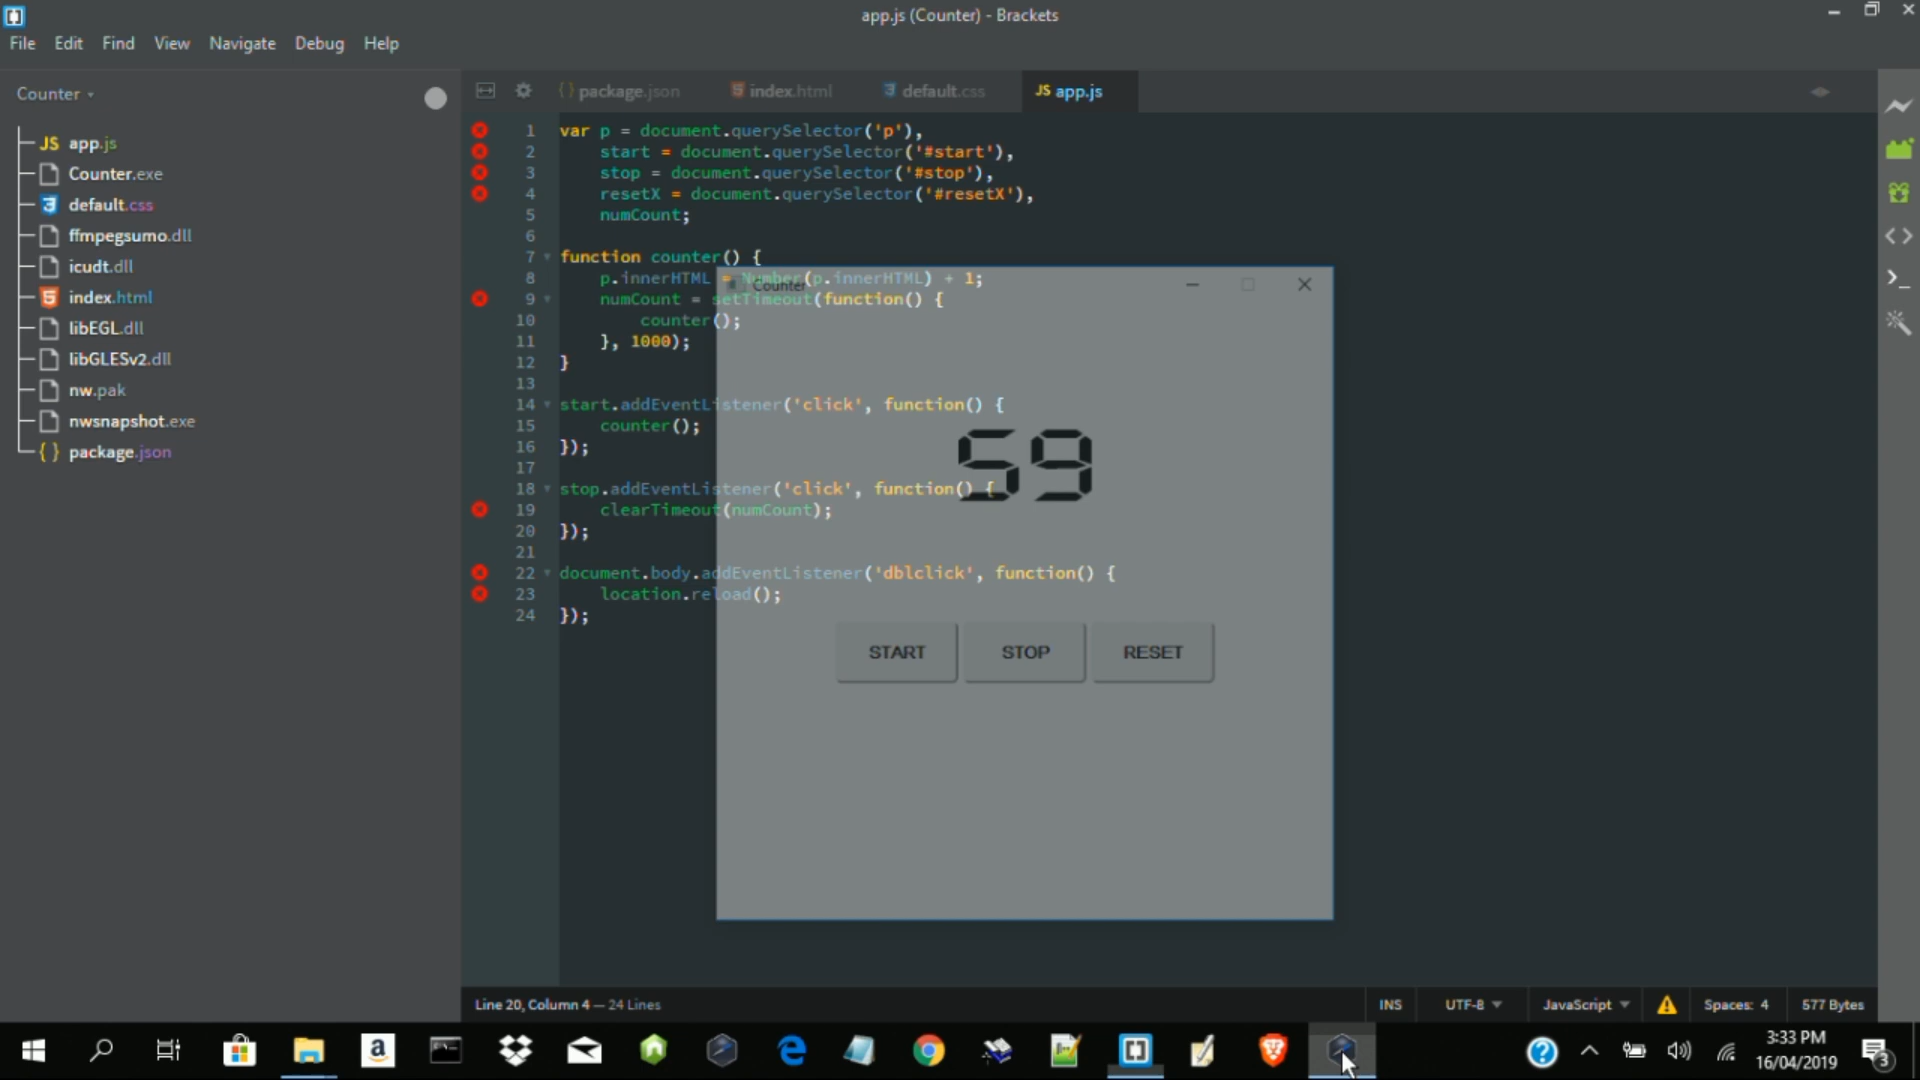 app.js (Counter) - Brackets
File Edit Find View Navigate Debug Help
Counter
package.json index.html default.css JS app.js
JS app.js
Counter.exe
default.css
ffmpegsumo.dll
icudt.dll
index.html
libEGL.dll
libGLESv2.dll
nw.pak
nwsnapshot.exe
{ } package.json
1 var p = document.querySelector('p'),
2 start = document.querySelector('#start'),
3 stop = document.querySelector('#stop'),
4 resetX = document.querySelector('#resetX'),
5 numCount;
6
7 function counter() {
8 p.innerHTML = Number(p.innerHTML) + 1;
9 numCount = setTimeout(function() {
10 counter();
11 }, 1000);
12 }
13
14 start.addEventListener('click', function() {
15 counter();
16 });
17
18 stop.addEventListener('click', function() {
19 clearTimeout(numCount);
20 });
21
22 document.body.addEventListener('dblclick', function() {
23 location.reload();
24 });
Counter
59
START STOP RESET
Line 20, Column 4 — 24 Lines
INS UTF-8 JavaScript Spaces: 4 577 Bytes
3:33 PM
16/04/2019
3